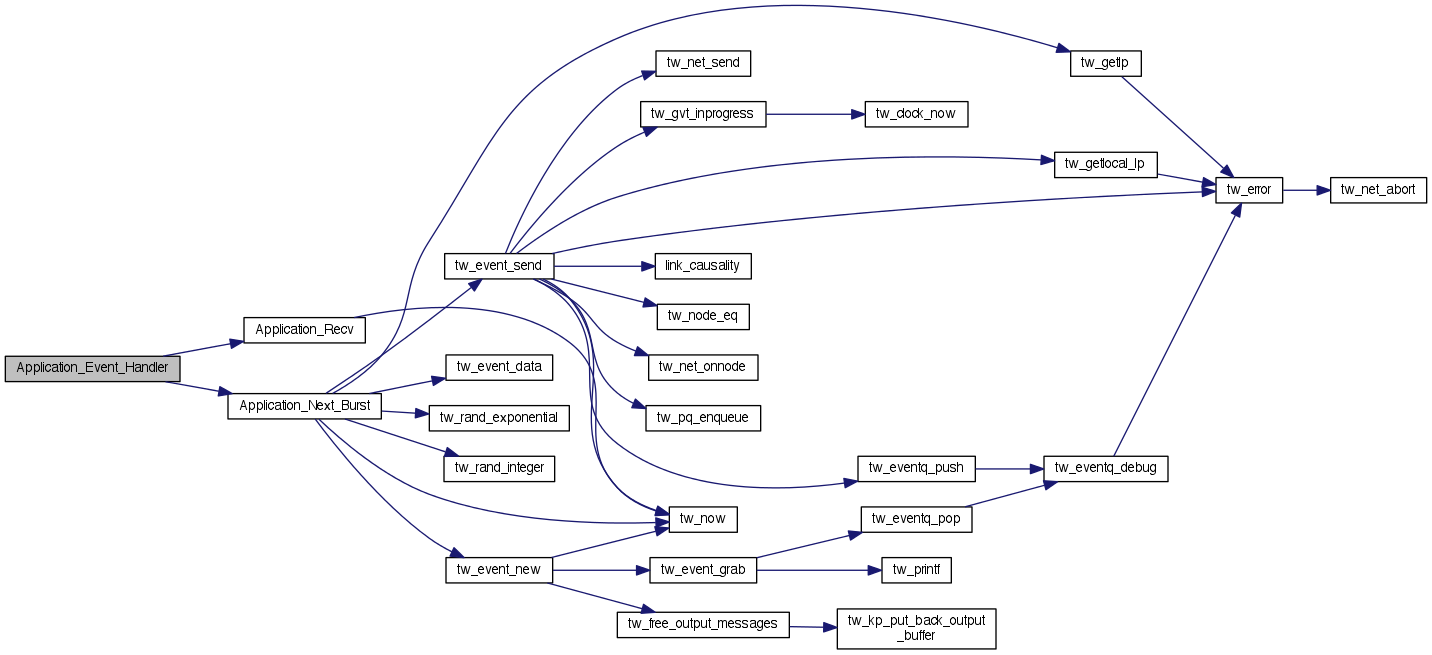 tw_net_send
tw_getlp
tw_gvt_inprogress
tw_clock_now
tw_getlocal_lp
tw_error
tw_net_abort
tw_event_send
link_causality
tw_node_eq
Application_Recv
Application_Event_Handler
tw_event_data
tw_net_onnode
Application_Next_Burst
tw_rand_exponential
tw_pq_enqueue
tw_rand_integer
tw_eventq_push
tw_eventq_debug
tw_now
tw_eventq_pop
tw_event_new
tw_event_grab
tw_printf
tw_free_output_messages
tw_kp_put_back_output
_buffer